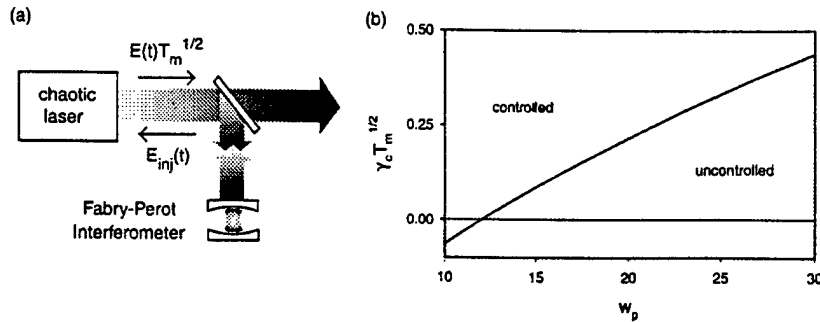 (a)
E(t)T_m^{1/2}
chaotic
laser
E_inj(t)
Fabry-Perot
Interferometer
(b)
0.50
0.25
0.00
γ_c T_m^{1/2}
controlled
uncontrolled
10
15
20
25
30
w_p